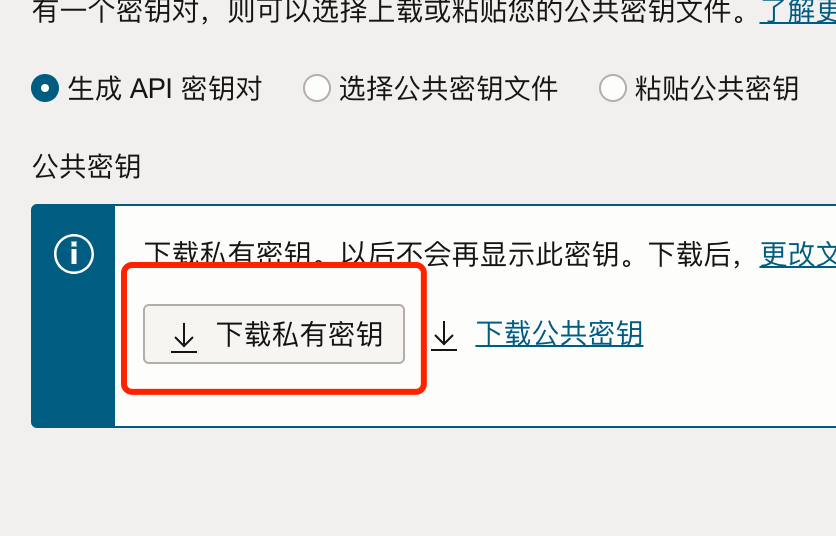 有一个密钥对，则可以选择上载或粘贴您的公共密钥文件。了解更
生成 API 密钥对 选择公共密钥文件 粘贴公共密钥
公共密钥
下载私有密钥。以后不会再显示此密钥。下载后，更改文
下载私有密钥 下载公共密钥